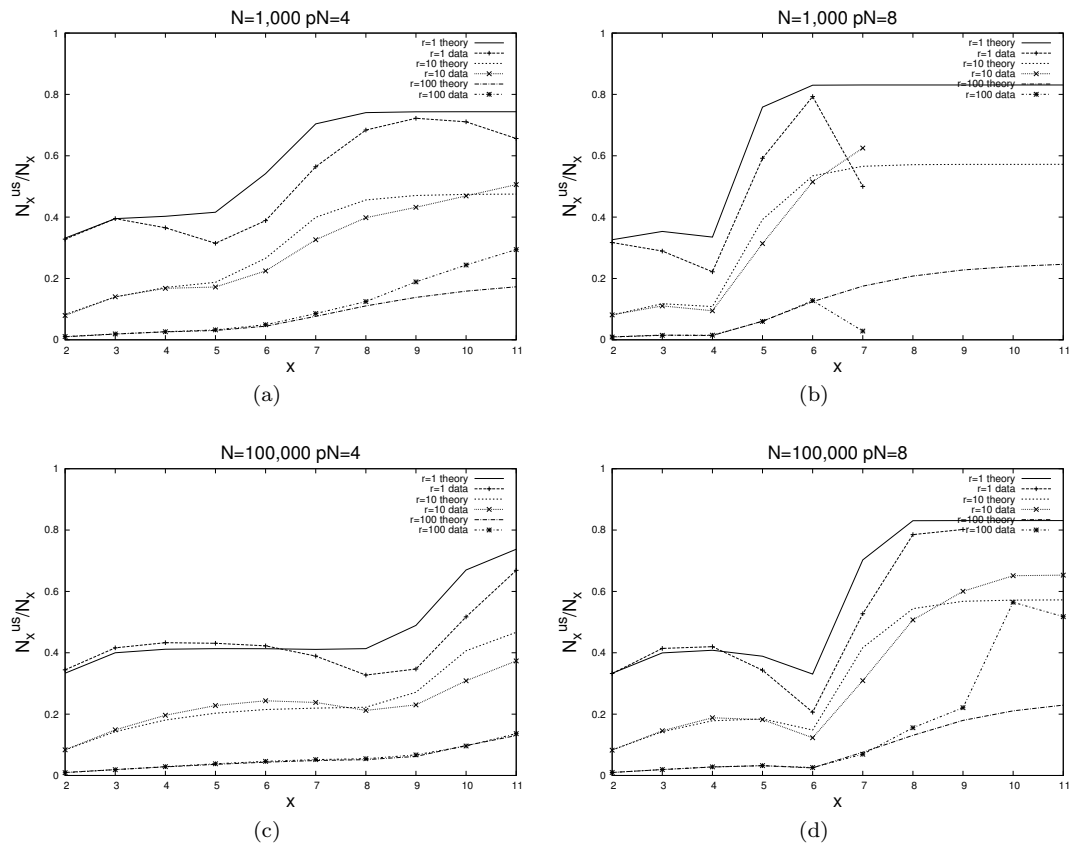 N=1,000 pN=4
r=1 theory
r=1 data
r=10 theory
r=10 data
r=100 theory
r=100 data
1
0.8
0.6
0.4
0.2
0
N_x^us/N_x
2 3 4 5 6 7 8 9 10 11
x
(a)
N=1,000 pN=8
r=1 theory
r=1 data
r=10 theory
r=10 data
r=100 theory
r=100 data
1
0.8
0.6
0.4
0.2
0
N_x^us/N_x
2 3 4 5 6 7 8 9 10 11
x
(b)
N=100,000 pN=4
r=1 theory
r=1 data
r=10 theory
r=10 data
r=100 theory
r=100 data
1
0.8
0.6
0.4
0.2
0
N_x^us/N_x
2 3 4 5 6 7 8 9 10 11
x
(c)
N=100,000 pN=8
r=1 theory
r=1 data
r=10 theory
r=10 data
r=100 theory
r=100 data
1
0.8
0.6
0.4
0.2
0
N_x^us/N_x
2 3 4 5 6 7 8 9 10 11
x
(d)